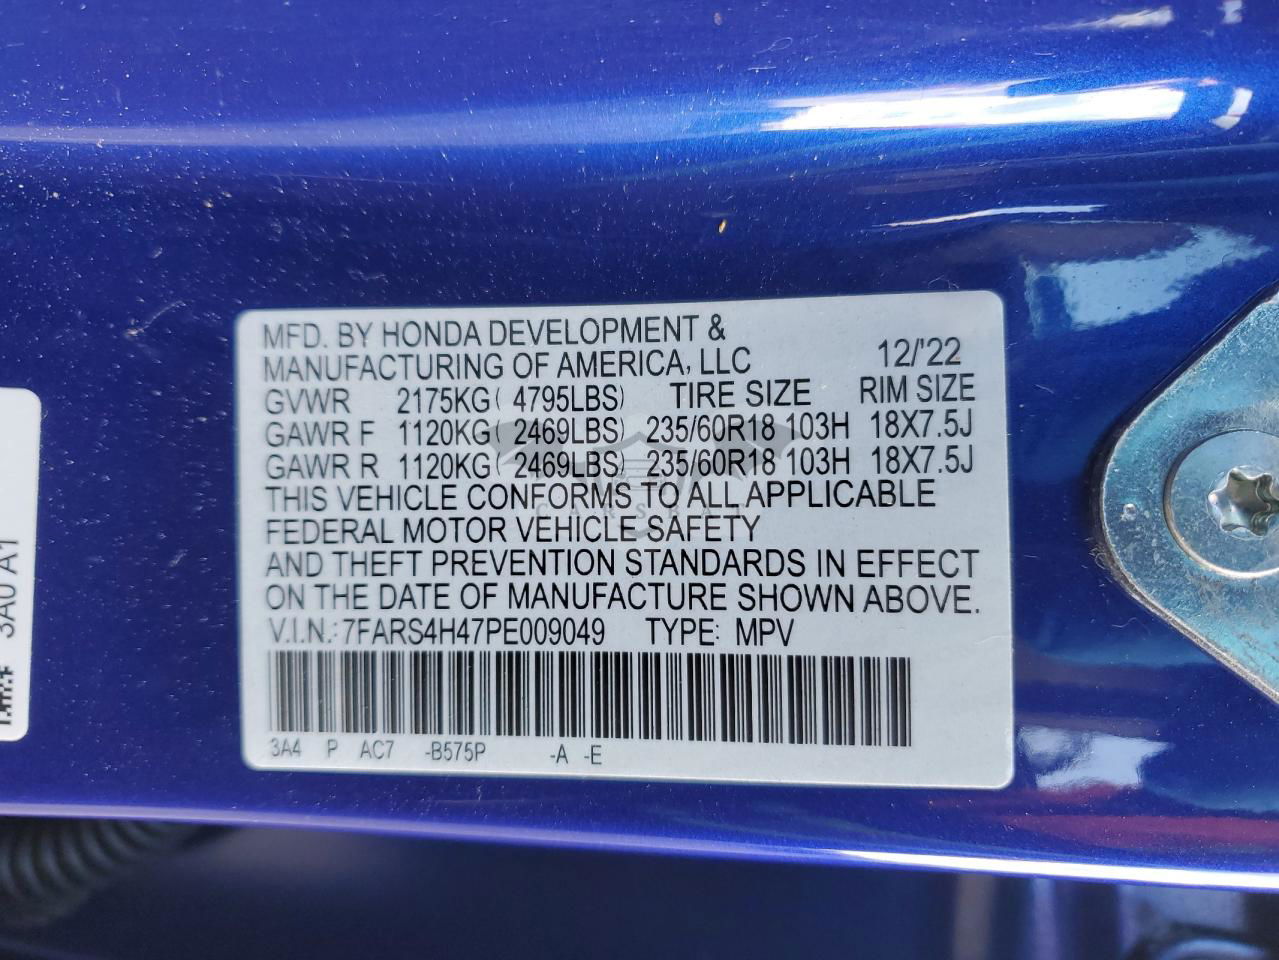 MFD. BY HONDA DEVELOPMENT &
MANUFACTURING OF AMERICA, LLC 12/'22
GVWR 2175KG( 4795LBS) TIRE SIZE RIM SIZE
GAWR F 1120KG( 2469LBS) 235/60R18 103H 18X7.5J
GAWR R 1120KG( 2469LBS) 235/60R18 103H 18X7.5J
THIS VEHICLE CONFORMS TO ALL APPLICABLE
FEDERAL MOTOR VEHICLE SAFETY
AND THEFT PREVENTION STANDARDS IN EFFECT
ON THE DATE OF MANUFACTURE SHOWN ABOVE.
V.I.N.: 7FARS4H47PE009049 TYPE: MPV
3A4 P AC7 -B575P -A -E
3A0 A1